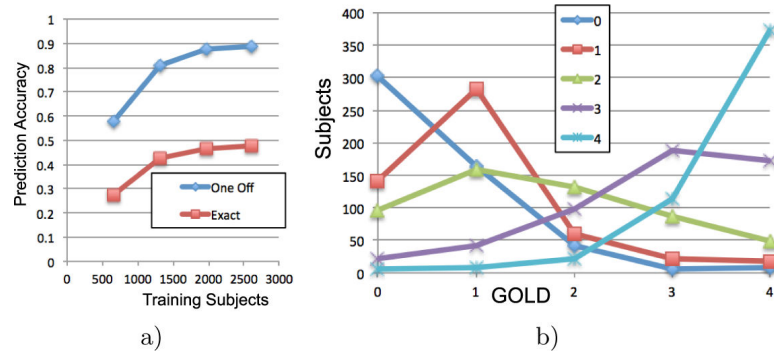 1
0.9
0.8
0.7
0.6
0.5
0.4
0.3
0.2
0.1
0
Prediction Accuracy
One Off
Exact
0 500 1000 1500 2000 2500 3000
Training Subjects
a)
400
350
300
250
200
150
100
50
0
Subjects
0
1
2
3
4
0 1 2 3 4
GOLD
b)